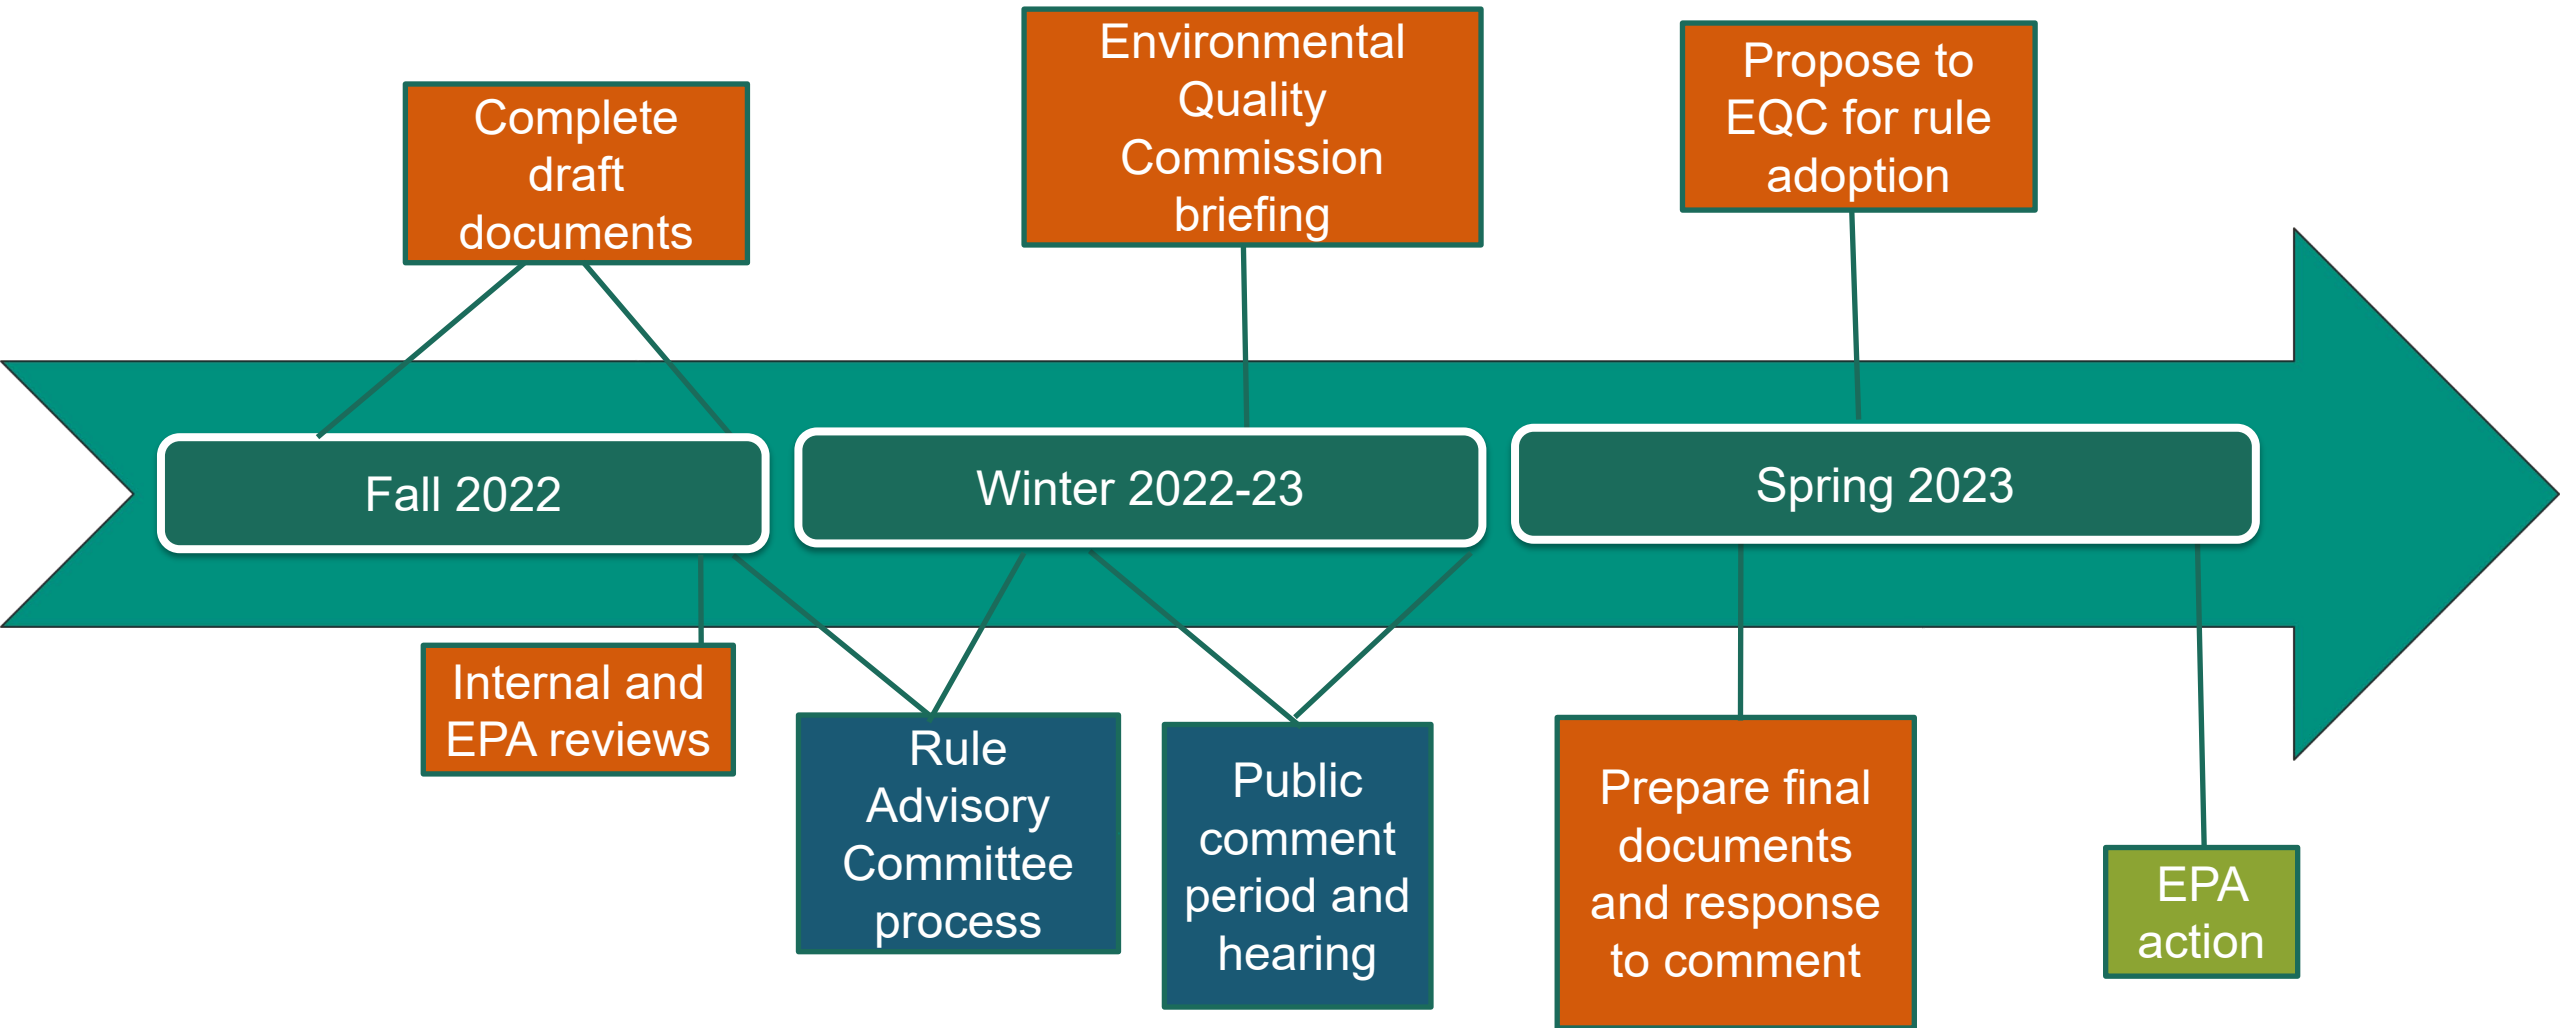 Complete
draft
documents
Environmental
Quality
Commission
briefing
Propose to
EQC for rule
adoption
Fall 2022
Winter 2022-23
Spring 2023
Internal and
EPA reviews
Rule
Advisory
Committee
process
Public
comment
period and
hearing
Prepare final
documents
and response
to comment
EPA
action